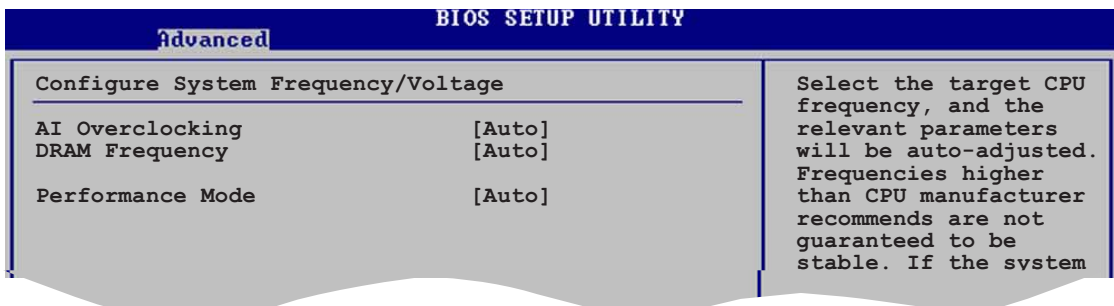 BIOS SETUP UTILITY
Advanced
Configure System Frequency/Voltage
AI Overclocking [Auto]
DRAM Frequency [Auto]
Performance Mode [Auto]
Select the target CPU
frequency, and the
relevant parameters
will be auto-adjusted.
Frequencies higher
than CPU manufacturer
recommends are not
guaranteed to be
stable. If the system